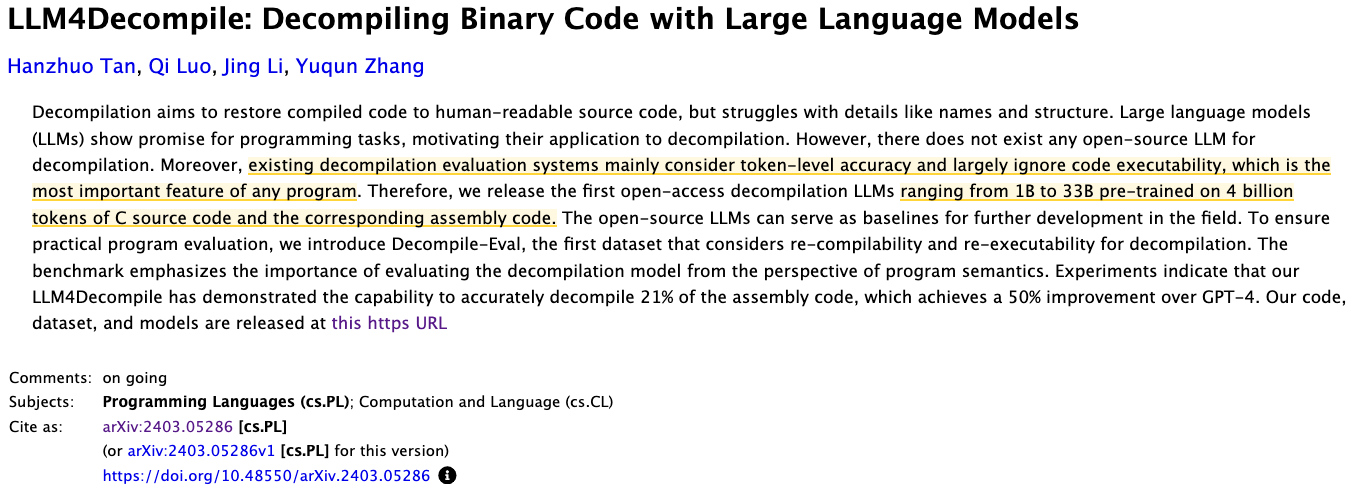 LLM4Decompile: Decompiling Binary Code with Large Language Models
Hanzhuo Tan, Qi Luo, Jing Li, Yuqun Zhang
Decompilation aims to restore compiled code to human-readable source code, but struggles with details like names and structure. Large language models
(LLMs) show promise for programming tasks, motivating their application to decompilation. However, there does not exist any open-source LLM for
decompilation. Moreover, existing decompilation evaluation systems mainly consider token-level accuracy and largely ignore code executability, which is the
most important feature of any program. Therefore, we release the first open-access decompilation LLMs ranging from 1B to 33B pre-trained on 4 billion
tokens of C source code and the corresponding assembly code. The open-source LLMs can serve as baselines for further development in the field. To ensure
practical program evaluation, we introduce Decompile-Eval, the first dataset that considers re-compilability and re-executability for decompilation. The
benchmark emphasizes the importance of evaluating the decompilation model from the perspective of program semantics. Experiments indicate that our
LLM4Decompile has demonstrated the capability to accurately decompile 21% of the assembly code, which achieves a 50% improvement over GPT-4. Our code,
dataset, and models are released at this https URL
Comments: on going
Subjects: Programming Languages (cs.PL); Computation and Language (cs.CL)
Cite as: arXiv:2403.05286 [cs.PL]
(or arXiv:2403.05286v1 [cs.PL] for this version)
https://doi.org/10.48550/arXiv.2403.05286